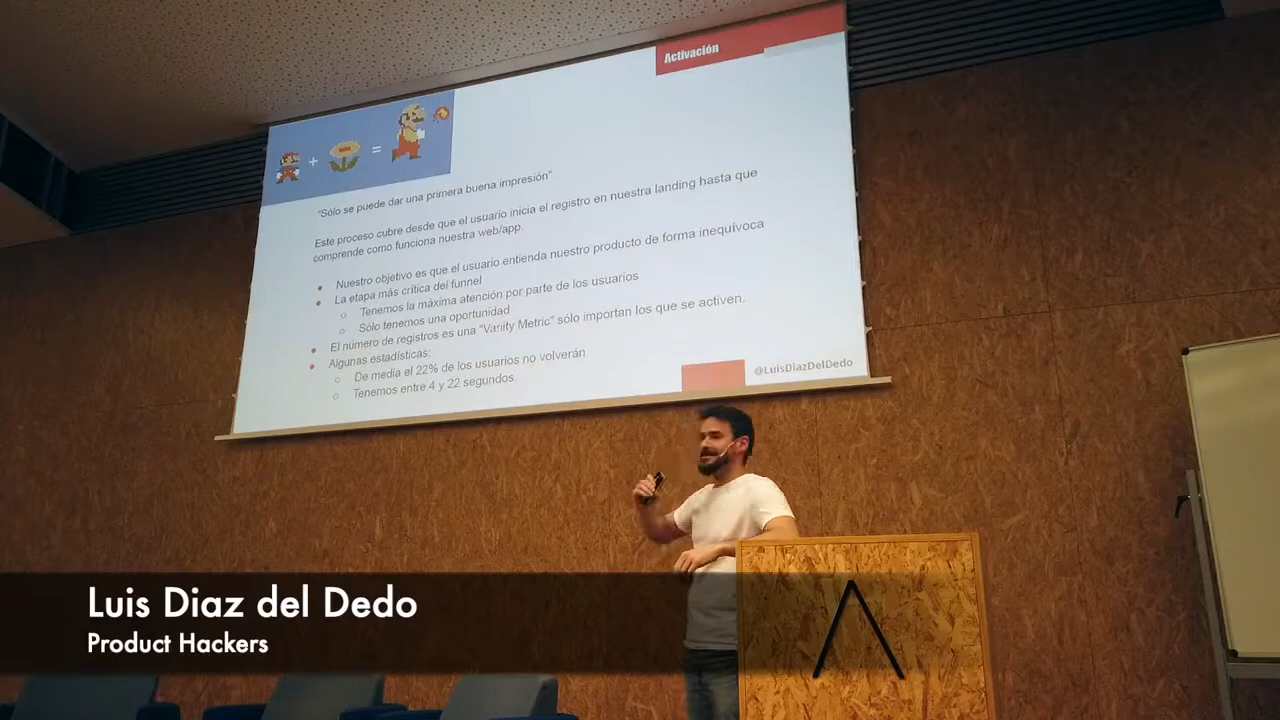 Activación
+ =
"Sólo se puede dar una primera buena impresión"
Este proceso cubre desde que el usuario inicia el registro en nuestra landing hasta que
comprende como funciona nuestra web/app.
Nuestro objetivo es que el usuario entienda nuestro producto de forma inequívoca
La etapa más crítica del funnel
Tenemos la máxima atención por parte de los usuarios
Sólo tenemos una oportunidad
El número de registros es una "Vanity Metric" sólo importan los que se activen.
Algunas estadísticas:
De media el 22% de los usuarios no volverán
Tenemos entre 4 y 22 segundos.
@LuisDiazDelDedo
Luis Diaz del Dedo
Product Hackers